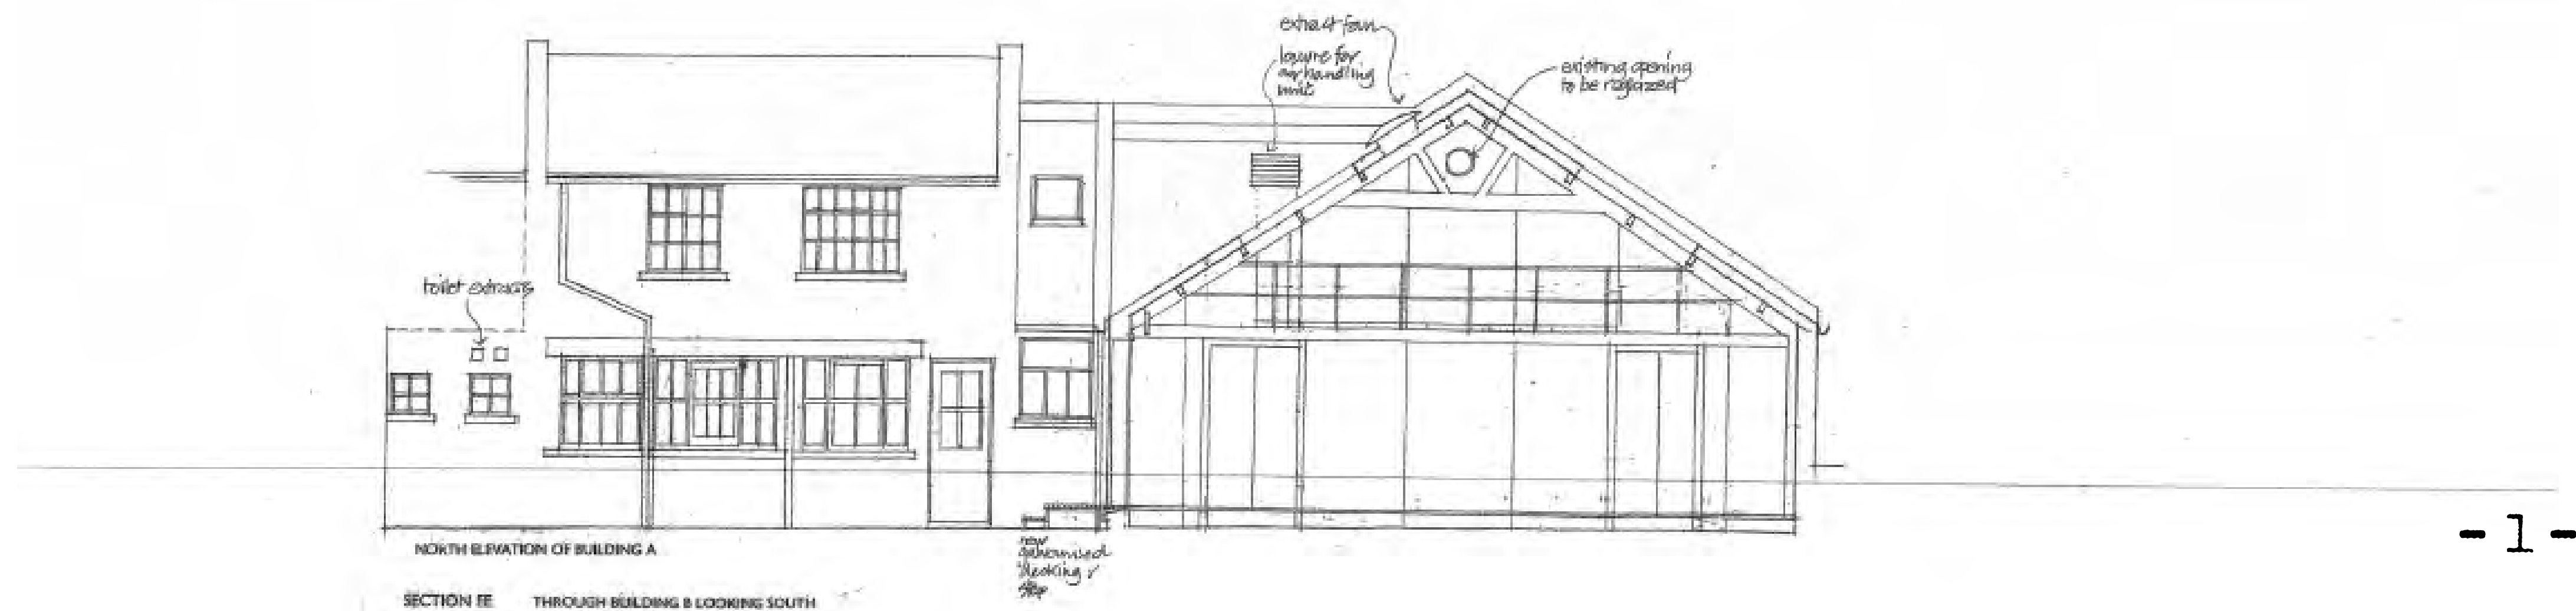 extract fan
louvre for
air handling
unit
existing opening
to be reglazed
toilet extracts
NORTH ELEVATION OF BUILDING A
new
galvanised
decking &
step
SECTION EE THROUGH BUILDING B LOOKING SOUTH
- 1 -